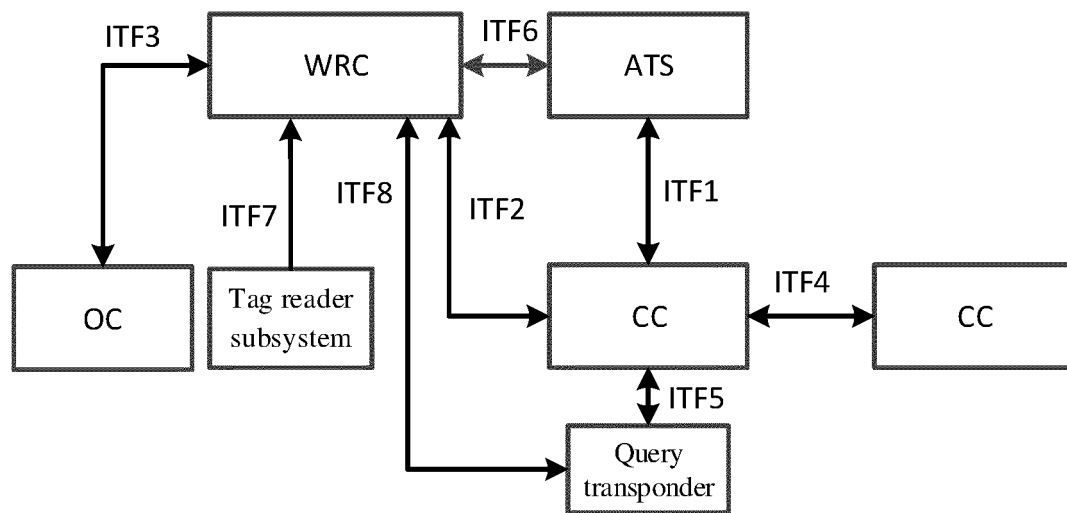 ITF3
WRC
ITF6
ATS
ITF7
ITF8
ITF2
ITF1
OC
Tag reader
subsystem
CC
ITF4
CC
ITF5
Query
transponder